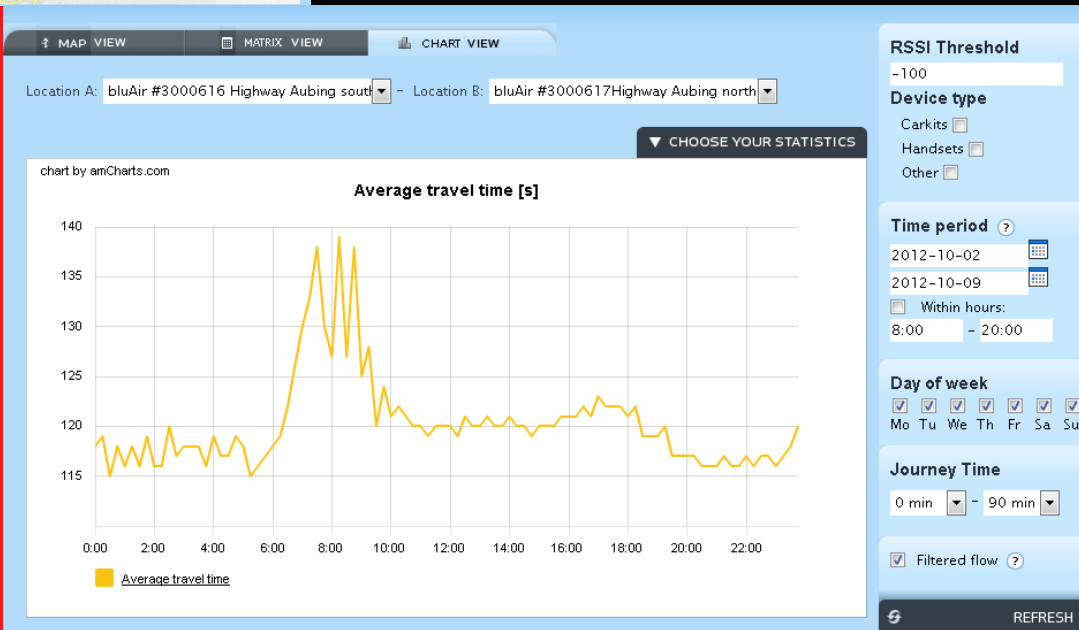 MAP VIEW
MATRIX VIEW
CHART VIEW
Location A: bluAir #3000616 Highway Aubing south - Location B: bluAir #3000617Highway Aubing north
▼ CHOOSE YOUR STATISTICS
chart by amCharts.com
Average travel time [s]
140
135
130
125
120
115
0:00 2:00 4:00 6:00 8:00 10:00 12:00 14:00 16:00 18:00 20:00 22:00
Average travel time
RSSI Threshold
-100
Device type
Carkits
Handsets
Other
Time period ?
2012-10-02
2012-10-09
Within hours:
8:00 - 20:00
Day of week
Mo Tu We Th Fr Sa Su
Journey Time
0 min - 90 min
Filtered flow ?
REFRESH